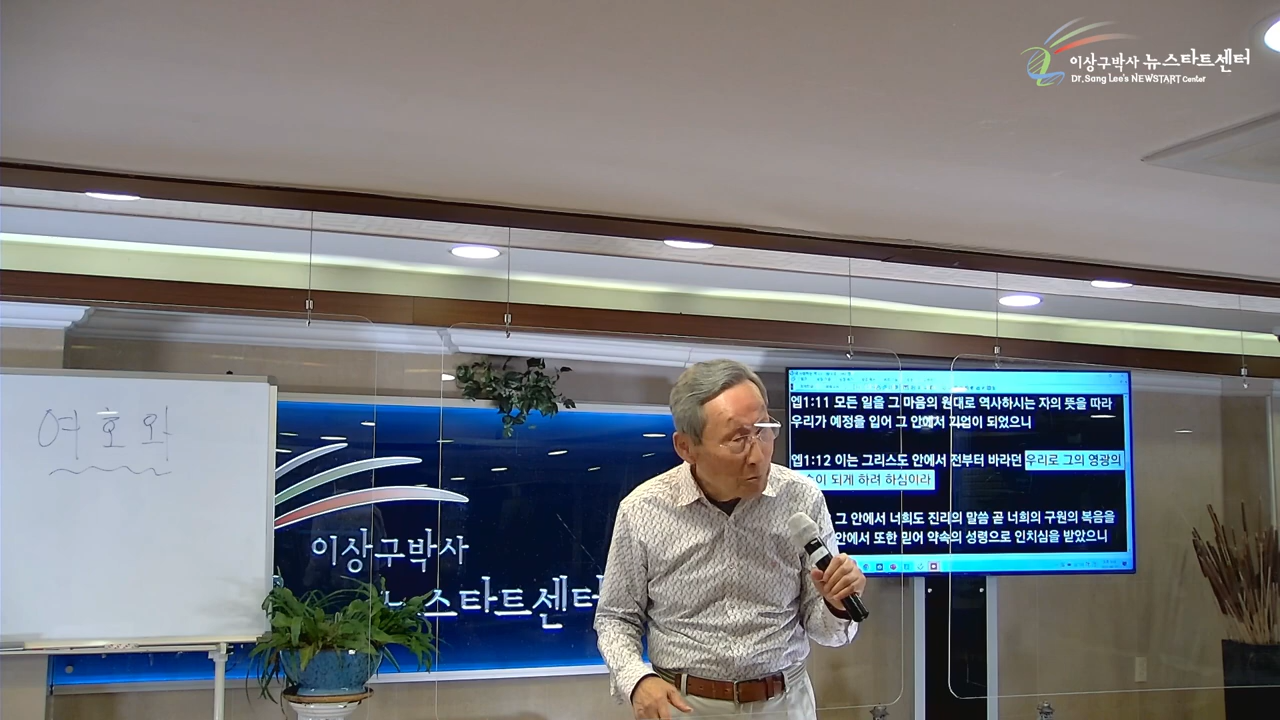 이상구박사 뉴스타트센터
Dr. Sang Lee's NEWSTART Center
여호와
이상구박사
뉴스타트센터
엡1:11 모든 일을 그 마음의 원대로 역사하시는 자의 뜻을 따라
우리가 예정을 입어 그 안에서 기업이 되었으니
엡1:12 이는 그리스도 안에서 전부터 바라던 우리로 그의 영광의
이 되게 하려 하심이라
그 안에서 너희도 진리의 말씀 곧 너희의 구원의 복음을
안에서 또한 믿어 약속의 성령으로 인치심을 받았으니